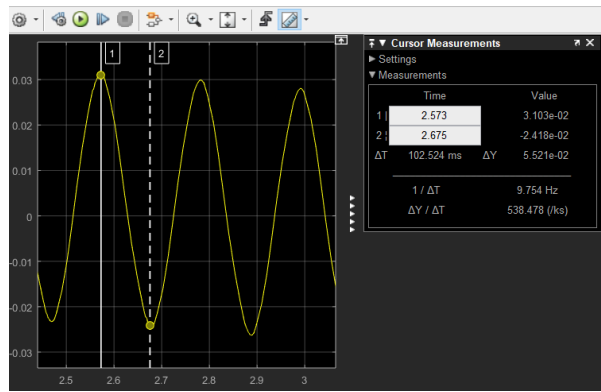 1
2
0.03
0.02
0.01
0
-0.01
-0.02
-0.03
2.5 2.6 2.7 2.8 2.9 3
Cursor Measurements
Settings
Measurements
Time Value
1 | 2.573 3.103e-02
2 ¦ 2.675 -2.418e-02
ΔT 102.524 ms ΔY 5.521e-02
1 / ΔT 9.754 Hz
ΔY / ΔT 538.478 (/ks)